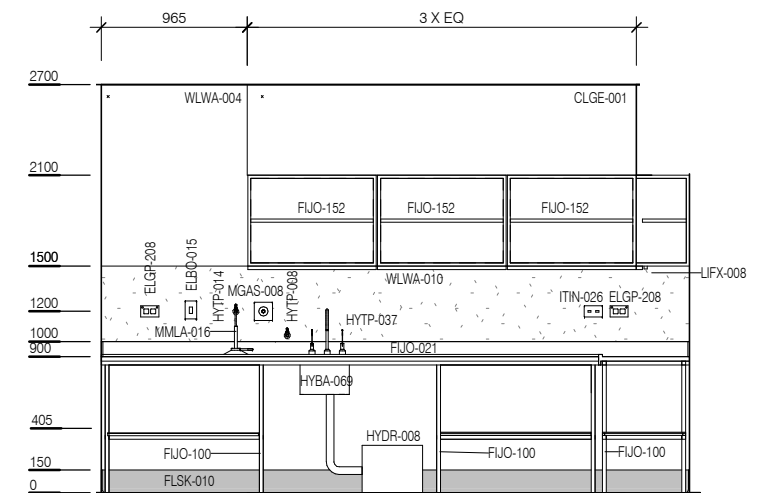 965
3 X EQ
2700
WLWA-004
CLGE-001
2100
FIJO-152
FIJO-152
FIJO-152
1500
ELGP-208
ELBO-015
HYTP-014
MGAS-008
HYTP-008
WLWA-010
LIFX-008
ITIN-026
ELGP-208
1200
HYTP-037
MMLA-016
1000
FIJO-021
900
HYBA-069
405
HYDR-008
FIJO-100
FIJO-100
FIJO-100
150
FLSK-010
0